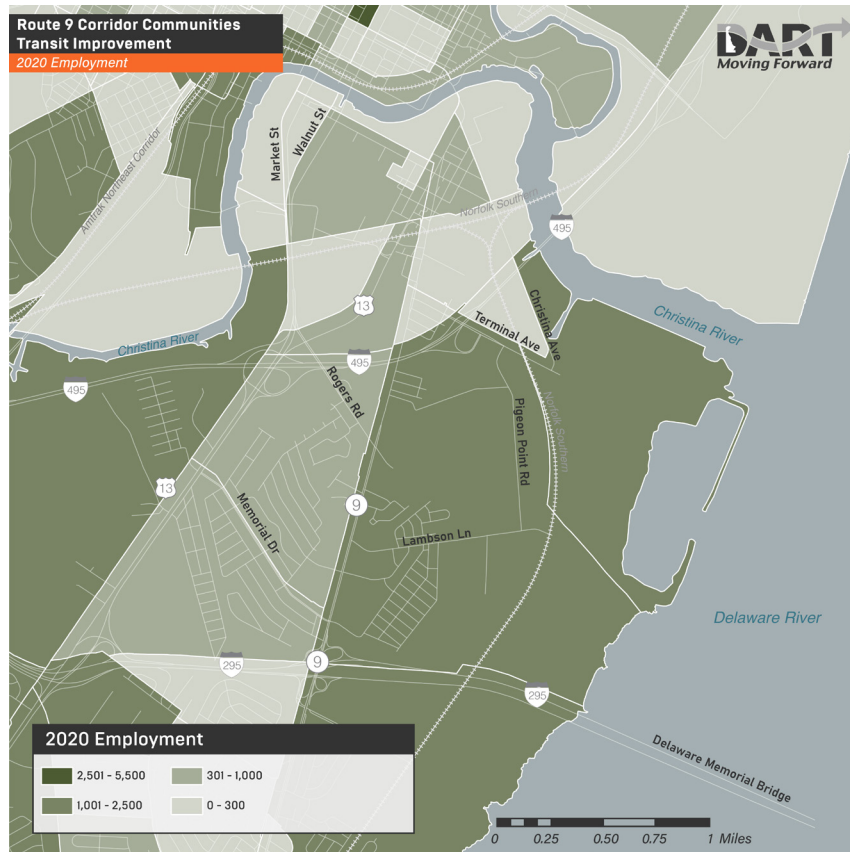 Route 9 Corridor Communities
Transit Improvement
2020 Employment
DART
Moving Forward
Market St
Walnut St
Amtrak Northeast Corridor
Norfolk Southern
495
13
Christina River
Christina River
Terminal Ave
Christina Ave
495
495
Rogers Rd
Pigeon Point Rd
Norfolk Southern
13
9
Memorial Dr
Lambson Ln
Delaware River
295
9
295
Delaware Memorial Bridge
2020 Employment
2,501 - 5,500
301 - 1,000
1,001 - 2,500
0 - 300
0 0.25 0.50 0.75 1 Miles